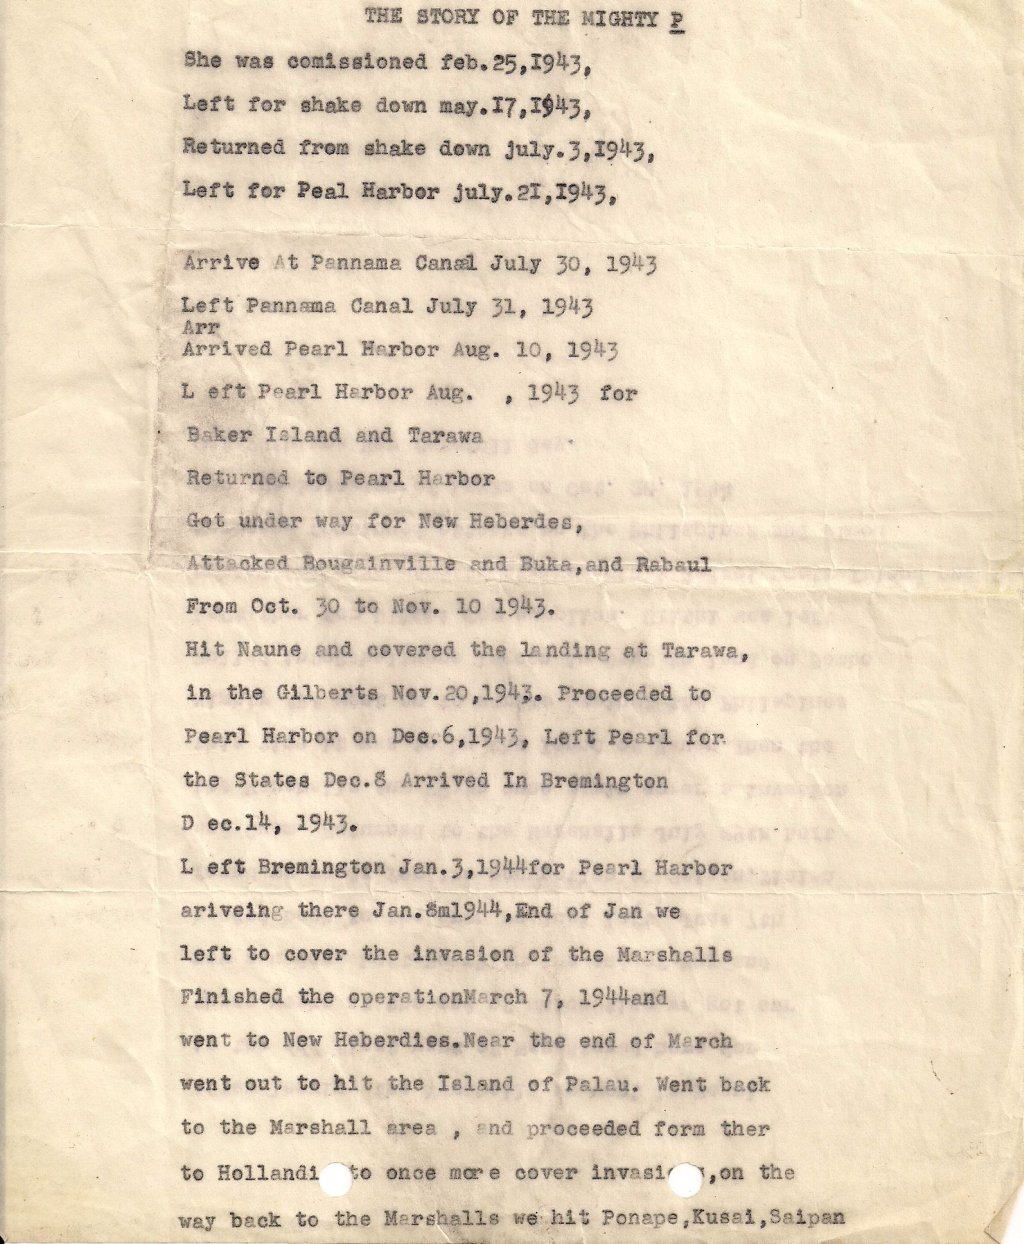 THE STORY OF THE MIGHTY P
She was comissioned feb.25,1943,
Left for shake down may.17,1943,
Returned from shake down july.3,1943,
Left for Peal Harbor july.21,1943,
Arrive At Pannama Canal July 30, 1943
Left Pannama Canal July 31, 1943
Arr
Arrived Pearl Harbor Aug. 10, 1943
L eft Pearl Harbor Aug.   , 1943 for
Baker Island and Tarawa
Returned to Pearl Harbor
Got under way for New Heberdes,
Attacked Bougainville and Buka,and Rabaul
From Oct. 30 to Nov. 10 1943.
Hit Naune and covered the landing at Tarawa,
in the Gilberts Nov.20,1943. Proceeded to
Pearl Harbor on Dec.6,1943, Left Pearl for
the States Dec.8 Arrived In Bremington
D ec.14, 1943.
L eft Bremington Jan.3,1944for Pearl Harbor
ariveing there Jan.8m1944,End of Jan we
left to cover the invasion of the Marshalls
Finished the operationMarch 7, 1944and
went to New Heberdies.Near the end of March
went out to hit the Island of Palau. Went back
to the Marshall area , and proceeded form ther
to Hollandi to once more cover invasi ,on the
way back to the Marshalls we hit Ponape,Kusai,Saipan